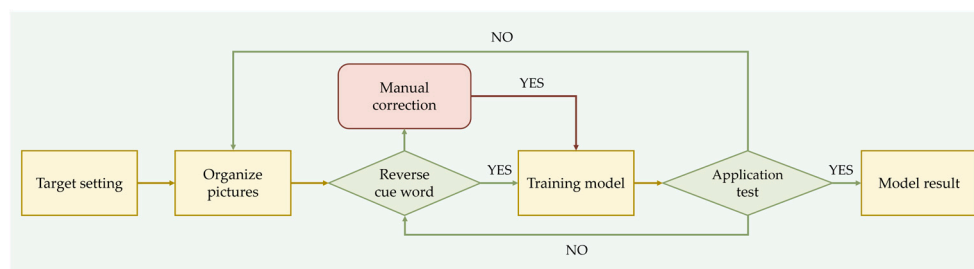 NO
Manual
correction
YES
Target setting
Organize
pictures
Reverse
cue word
YES
Training model
Application
test
YES
Model result
NO